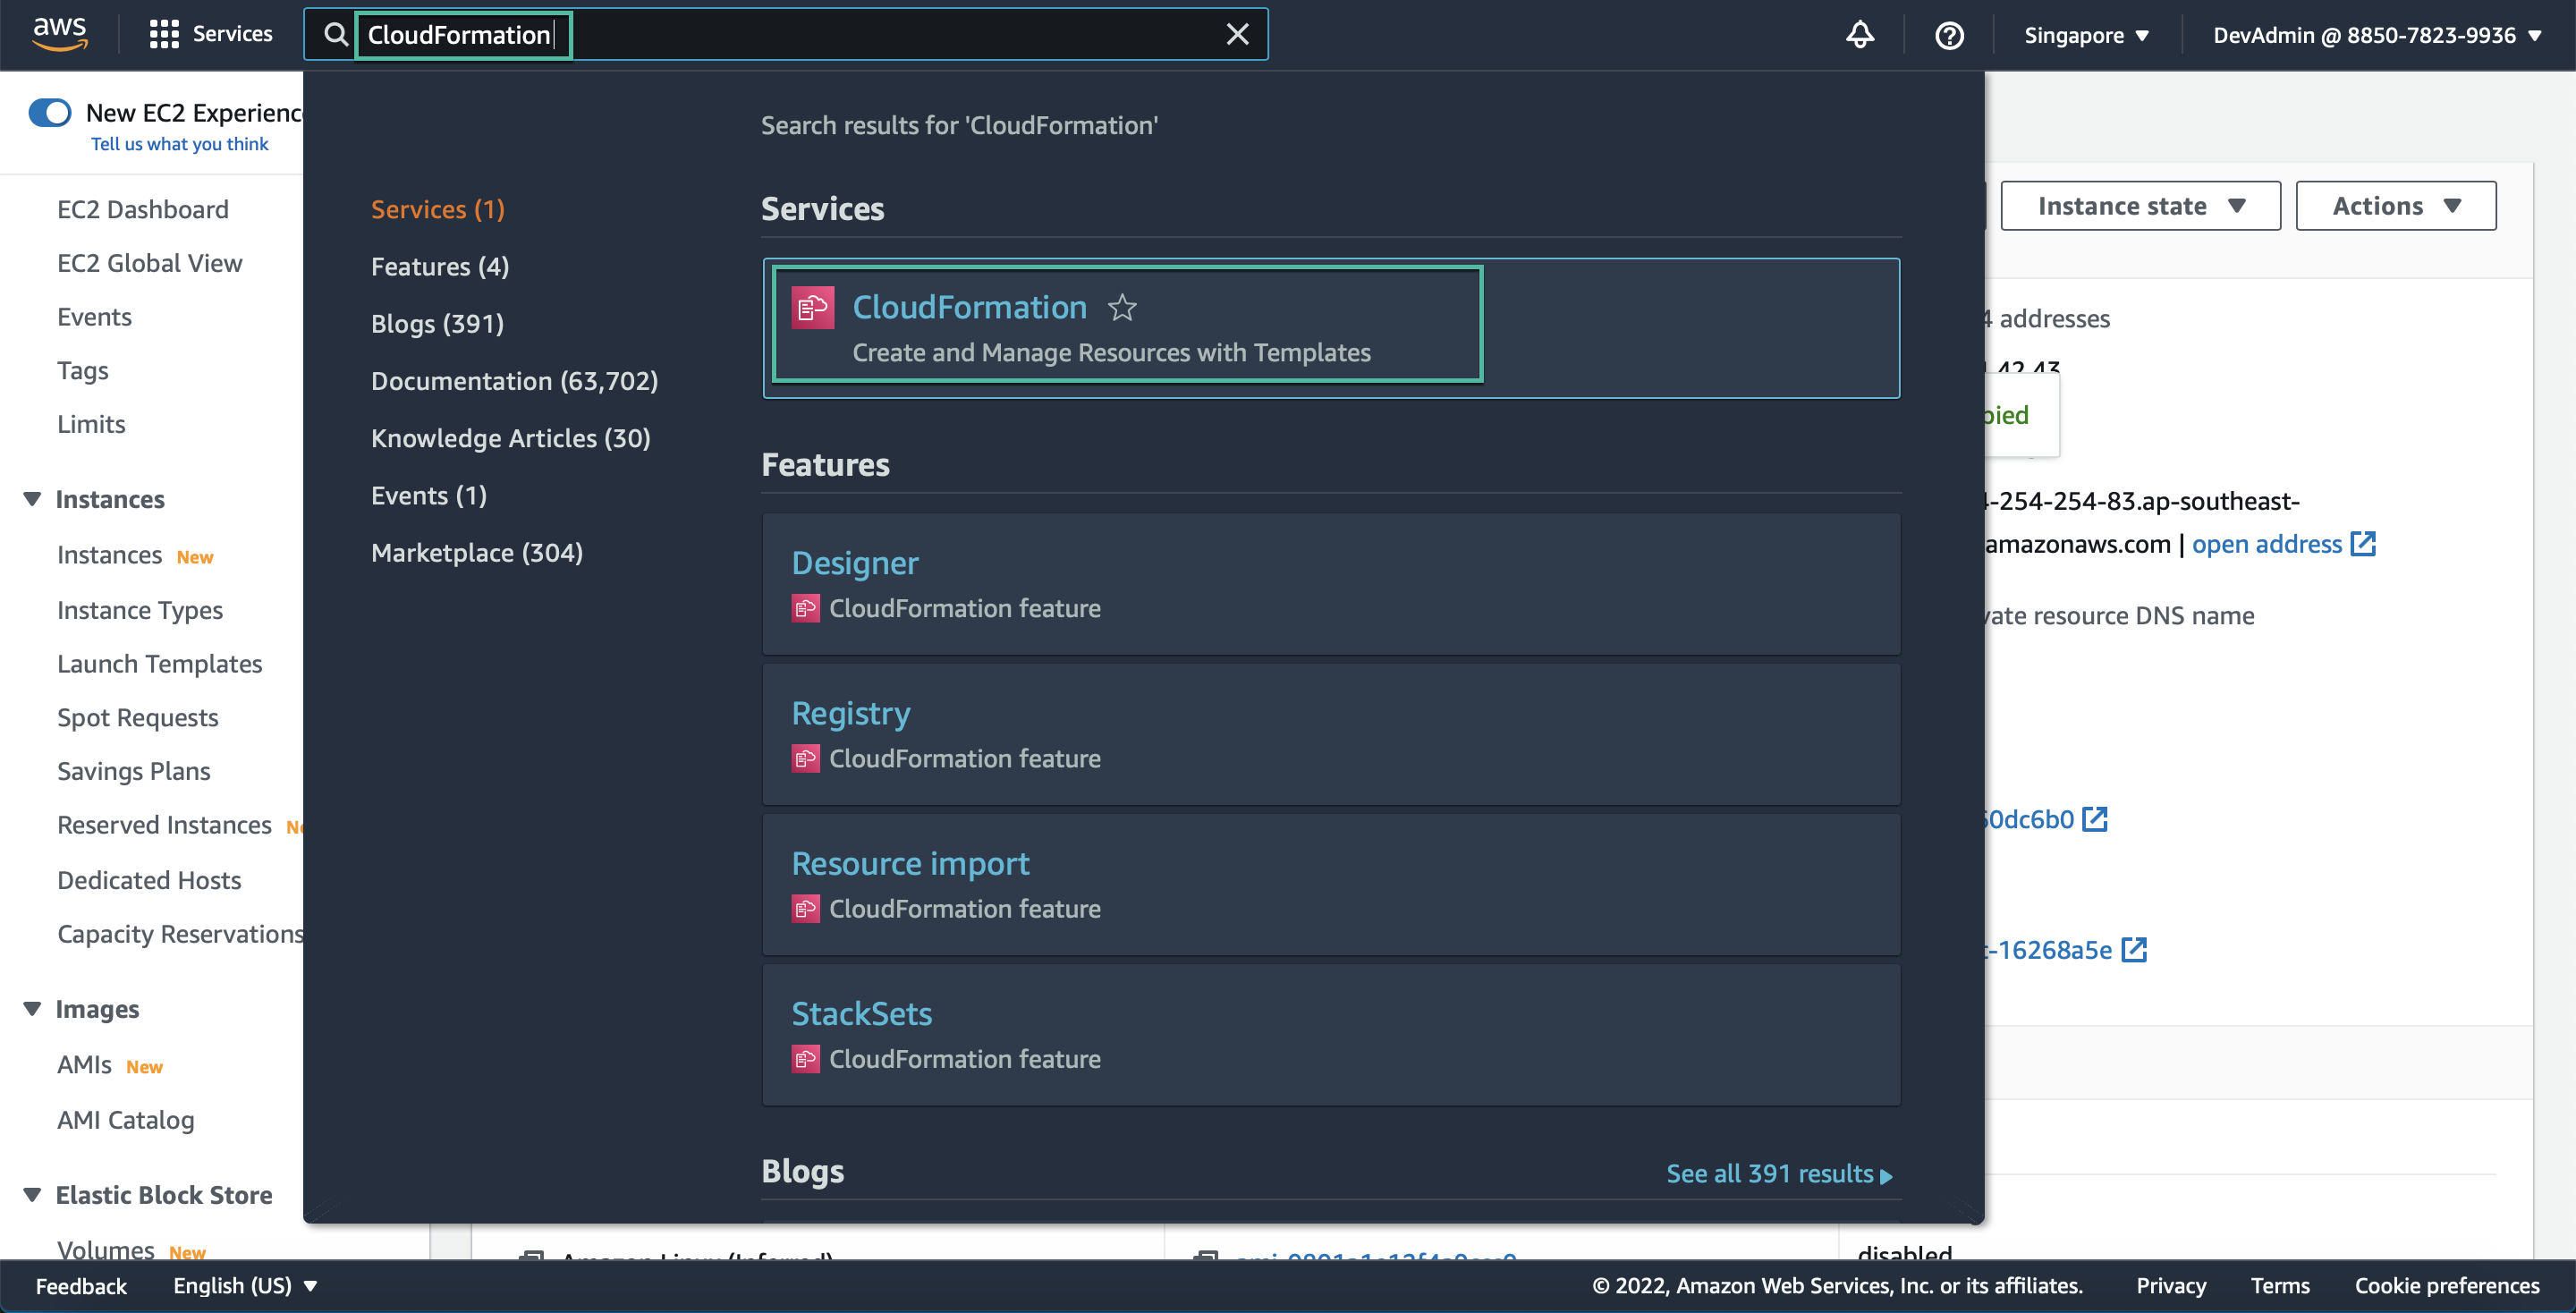 aws
Services
CloudFormation
Singapore
DevAdmin @ 8850-7823-9936
New EC2 Experience
Tell us what you think
EC2 Dashboard
EC2 Global View
Events
Tags
Limits
Instances
Instances New
Instance Types
Launch Templates
Spot Requests
Savings Plans
Reserved Instances
Dedicated Hosts
Capacity Reservations
Images
AMIs New
AMI Catalog
Elastic Block Store
Volumes New
Search results for 'CloudFormation'
Services (1)
Features (4)
Blogs (391)
Documentation (63,702)
Knowledge Articles (30)
Events (1)
Marketplace (304)
Services
CloudFormation
Create and Manage Resources with Templates
Features
Designer
CloudFormation feature
Registry
CloudFormation feature
Resource import
CloudFormation feature
StackSets
CloudFormation feature
Blogs
See all 391 results
Instance state
Actions
addresses
42.43
-254-254-83.ap-southeast-
amazonaws.com | open address
resource DNS name
0dc6b0
-16268a5e
Amazon Linux (Inferred)
disabled
Feedback
English (US)
© 2022, Amazon Web Services, Inc. or its affiliates.
Privacy
Terms
Cookie preferences